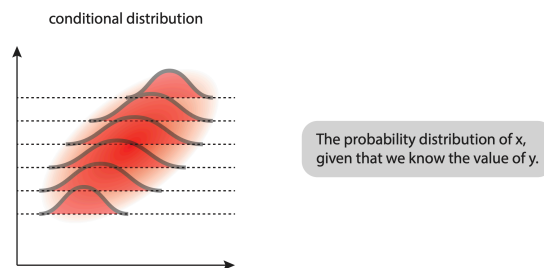 conditional distribution
The probability distribution of x,
given that we know the value of y.